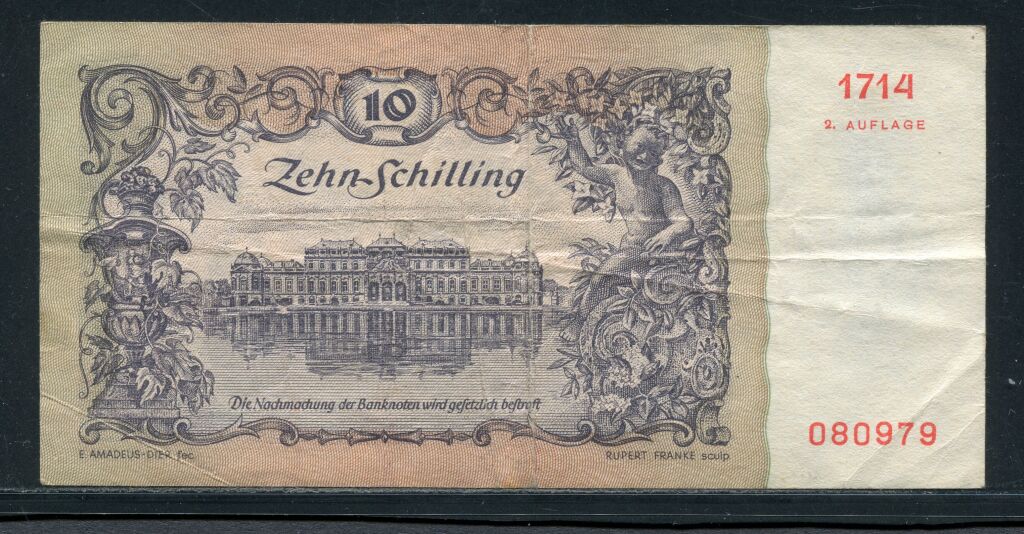 10
Zehn Schilling
1714
2. AUFLAGE
Die Nachmachung der Banknoten wird gesetzlich bestraft
080979
E. AMADEUS-DIER fec.
RUPERT FRANKE sculp